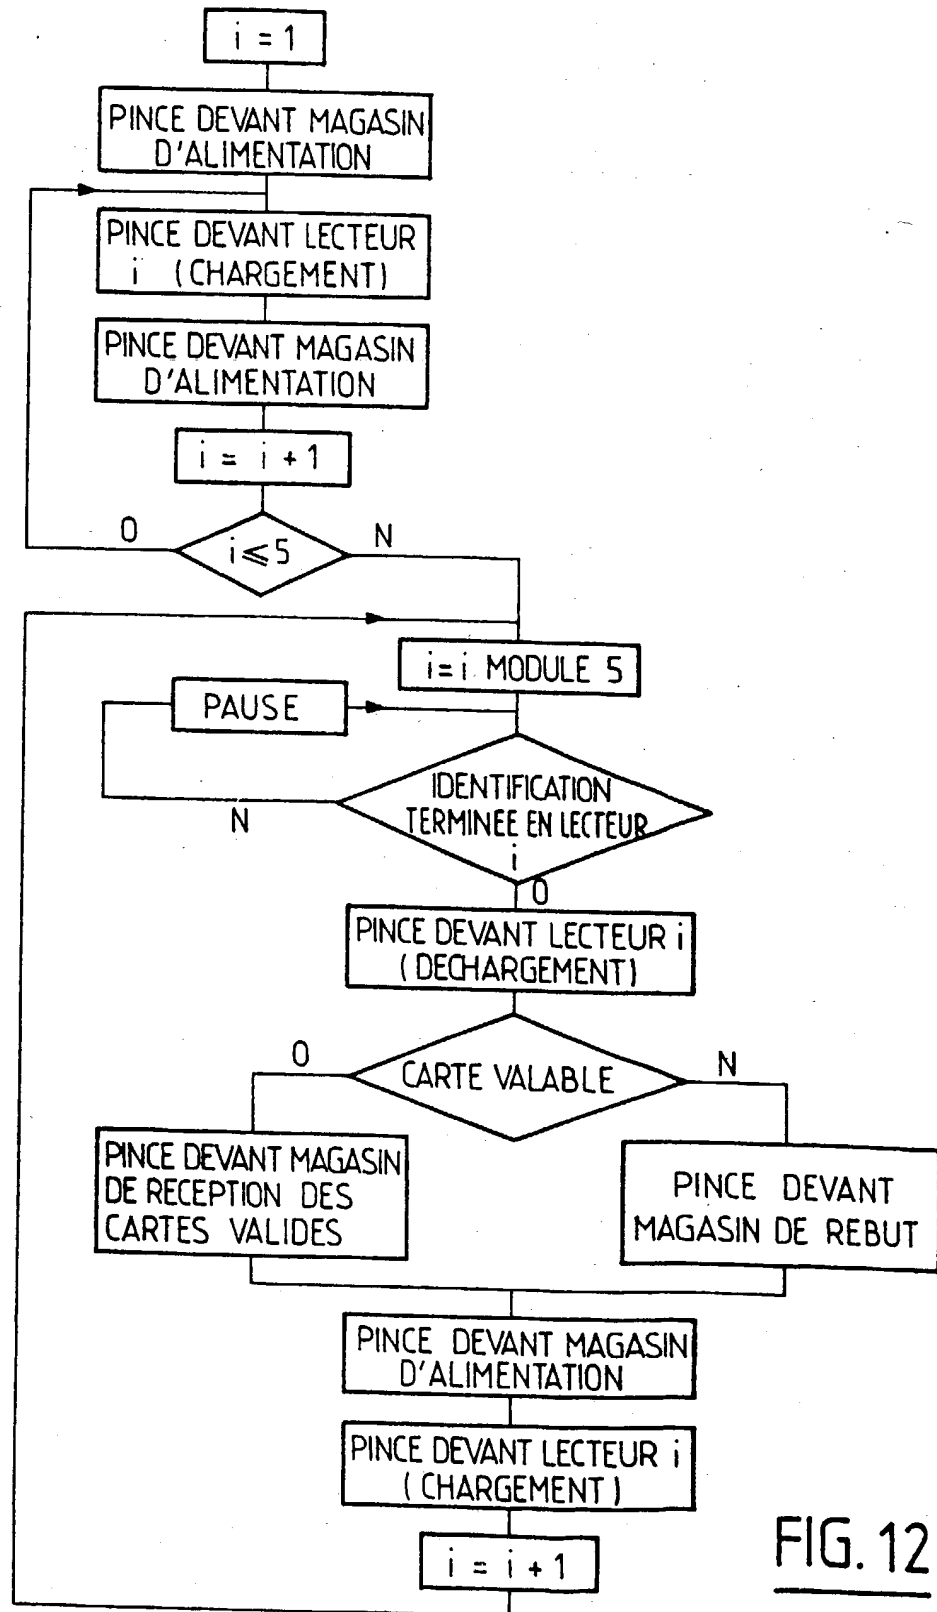 i = 1
PINCE DEVANT MAGASIN
D'ALIMENTATION
PINCE DEVANT LECTEUR
i (CHARGEMENT)
PINCE DEVANT MAGASIN
D'ALIMENTATION
i = i + 1
O
i ⩽ 5
N
i = i MODULE 5
PAUSE
IDENTIFICATION
TERMINEE EN LECTEUR
i
N
O
PINCE DEVANT LECTEUR i
(DECHARGEMENT)
O
CARTE VALABLE
N
PINCE DEVANT MAGASIN
DE RECEPTION DES
CARTES VALIDES
PINCE DEVANT
MAGASIN DE REBUT
PINCE DEVANT MAGASIN
D'ALIMENTATION
PINCE DEVANT LECTEUR i
(CHARGEMENT)
i = i + 1
FIG. 12